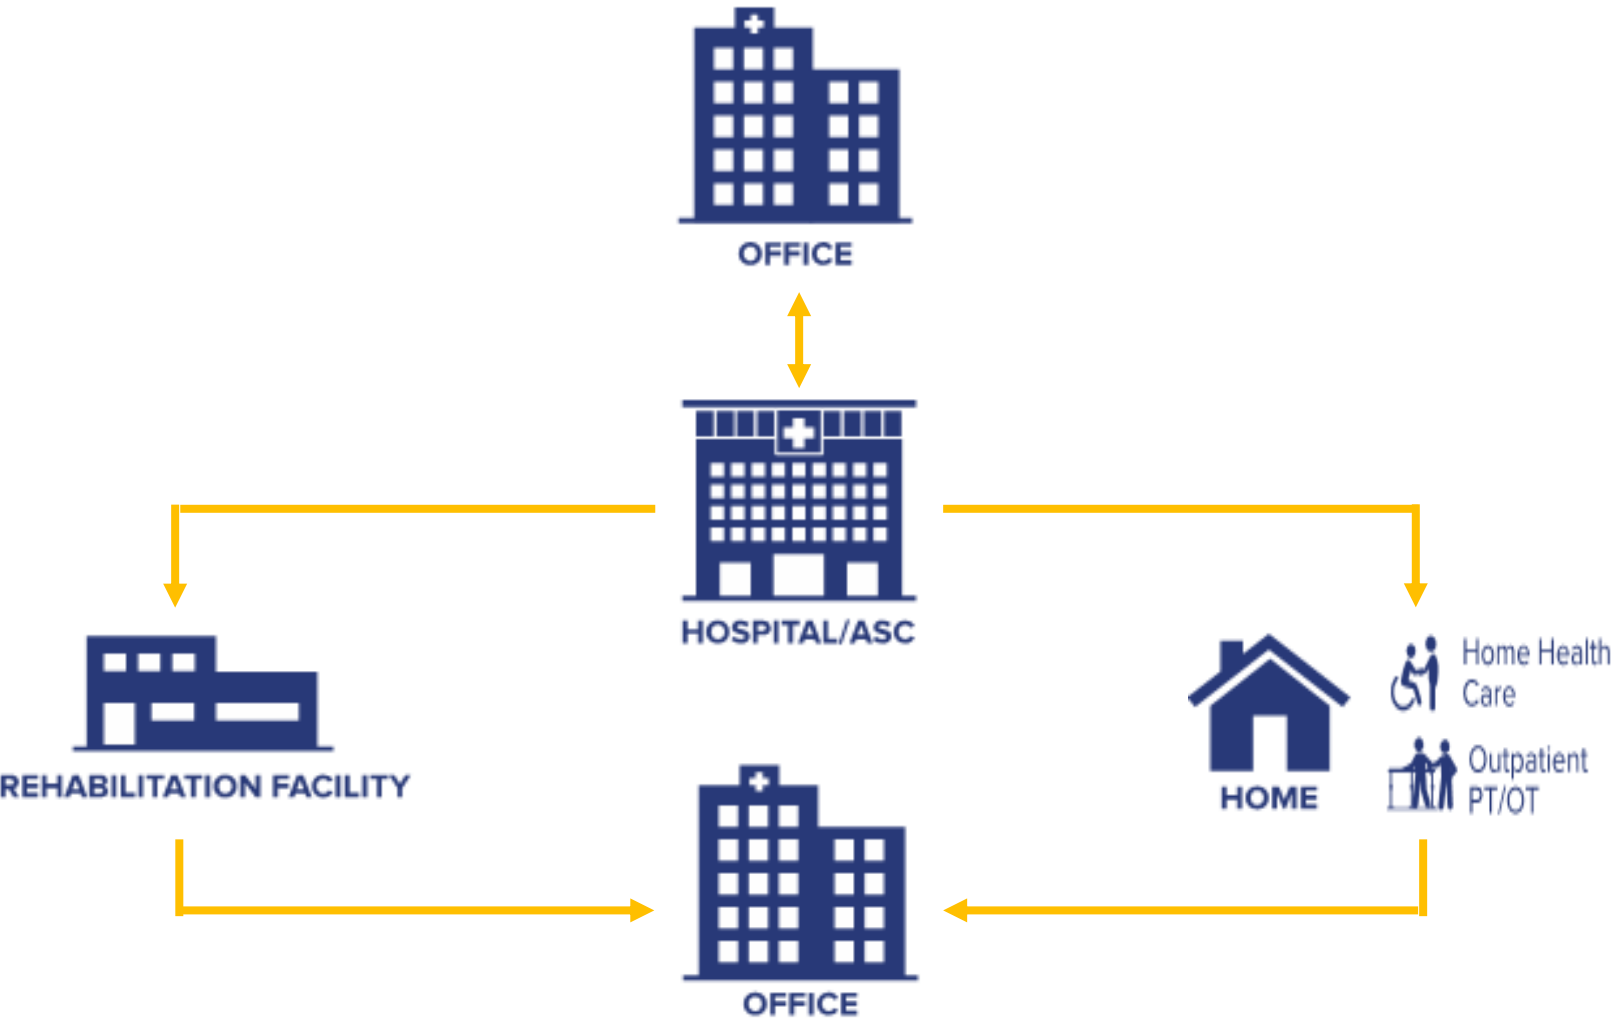 OFFICE
HOSPITAL/ASC
REHABILITATION FACILITY
HOME
Home Health
Care
Outpatient
PT/OT
OFFICE